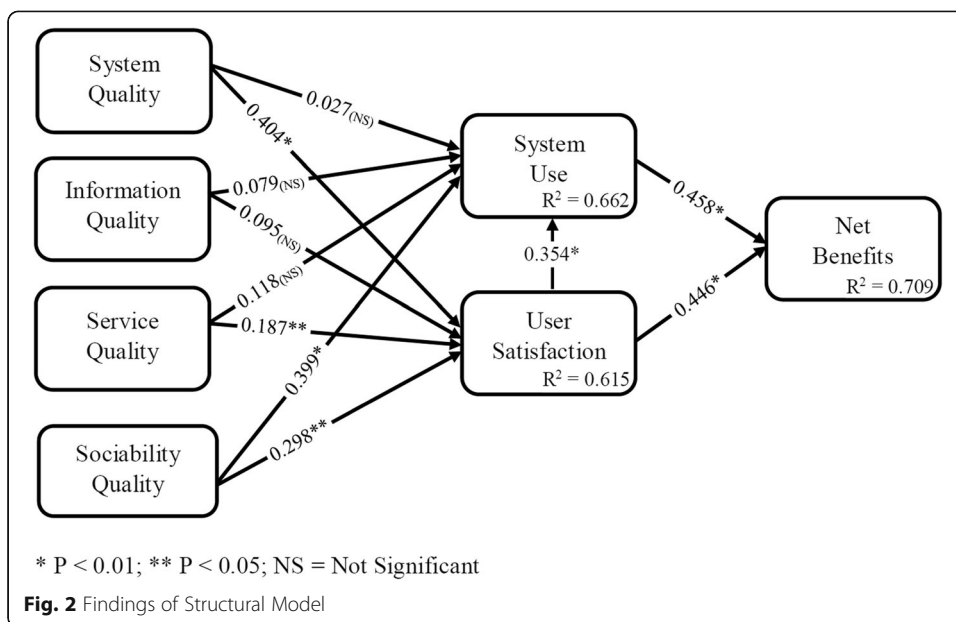 System
Quality
Information
Quality
Service
Quality
Sociability
Quality
0.027(NS)
0.404*
0.079(NS)
0.095(NS)
0.118(NS)
0.187**
0.399*
0.298**
System
Use
R² = 0.662
0.354*
User
Satisfaction
R² = 0.615
0.458*
0.446*
Net
Benefits
R² = 0.709
* P < 0.01; ** P < 0.05; NS = Not Significant
Fig. 2 Findings of Structural Model